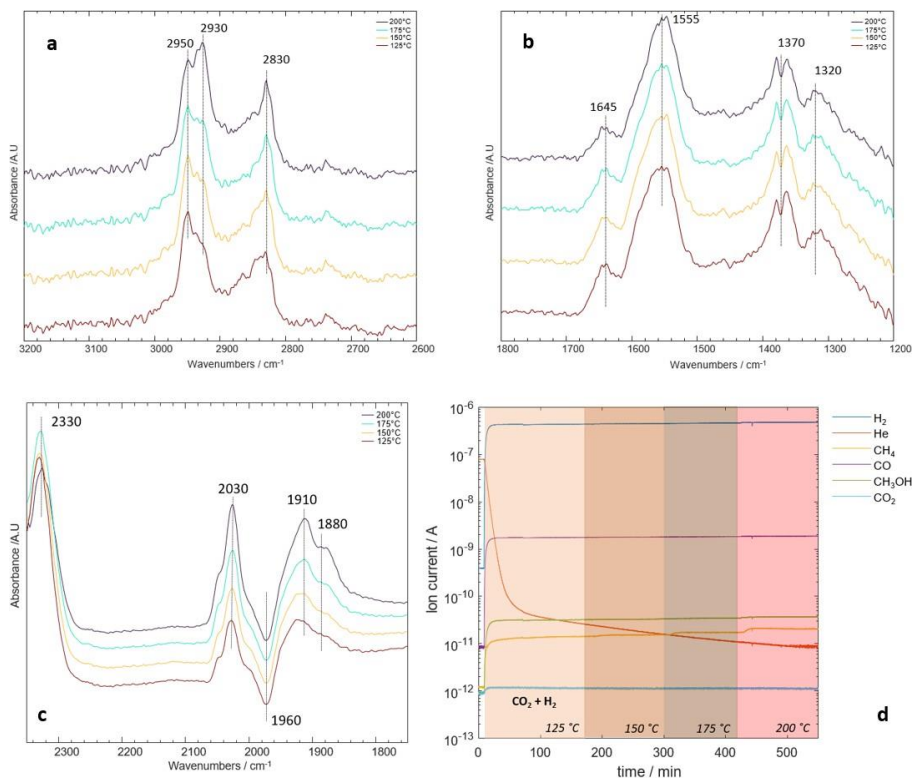 a
2950
2930
2830
200°C
175°C
150°C
125°C
Absorbance /A.U
3200 3100 3000 2900 2800 2700 2600
Wavenumbers / cm⁻¹
b
1645
1555
1370
1320
200°C
175°C
150°C
125°C
Absorbance /A.U
1800 1700 1600 1500 1400 1300 1200
Wavenumbers / cm⁻¹
2330
2030
1910
1880
1960
200°C
175°C
150°C
125°C
Absorbance /A.U
c
2300 2200 2100 2000 1900 1800
Wavenumbers / cm⁻¹
10⁻⁶
10⁻⁷
10⁻⁸
10⁻⁹
10⁻¹⁰
10⁻¹¹
10⁻¹²
10⁻¹³
Ion current / A
CO₂ + H₂
125 °C 150 °C 175 °C 200 °C
0 100 200 300 400 500
time / min
H₂
He
CH₄
CO
CH₃OH
CO₂
d